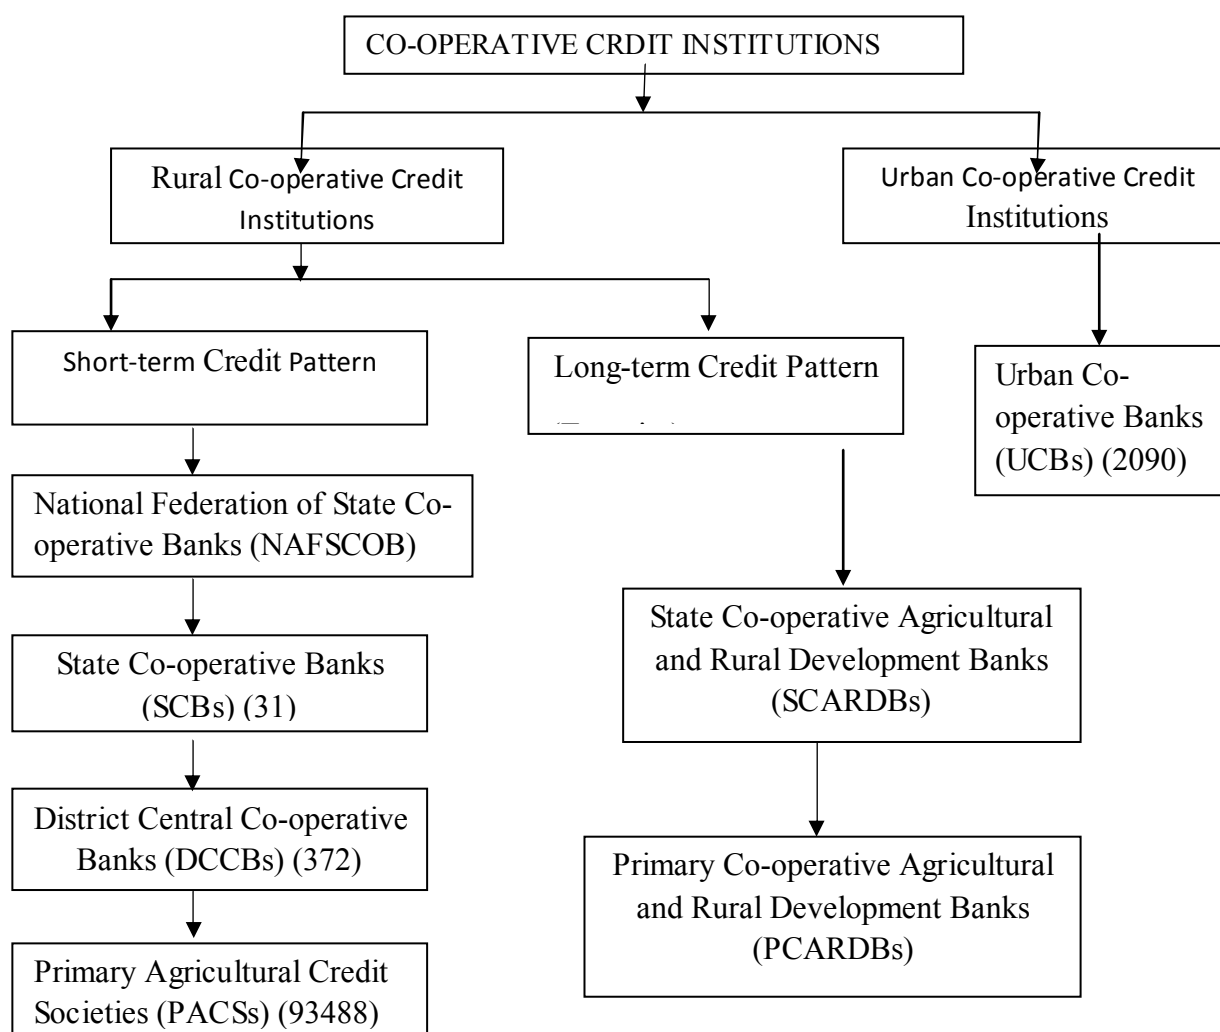 CO-OPERATIVE CRDIT INSTITUTIONS
Rural Co-operative Credit
Institutions
Urban Co-operative Credit
Institutions
Short-term Credit Pattern
Long-term Credit Pattern
Urban Co-
operative Banks
(UCBs) (2090)
National Federation of State Co-
operative Banks (NAFSCOB)
State Co-operative Agricultural
and Rural Development Banks
(SCARDBs)
State Co-operative Banks
(SCBs) (31)
District Central Co-operative
Banks (DCCBs) (372)
Primary Co-operative Agricultural
and Rural Development Banks
(PCARDBs)
Primary Agricultural Credit
Societies (PACSs) (93488)